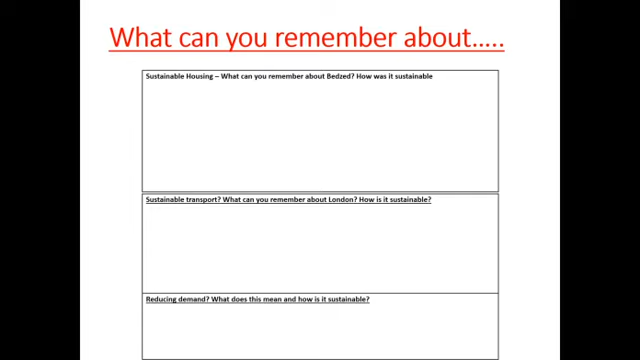 What can you remember about.....
Sustainable Housing – What can you remember about Bedzed? How was it sustainable
Sustainable transport? What can you remember about London? How is it sustainable?
Reducing demand? What does this mean and how is it sustainable?